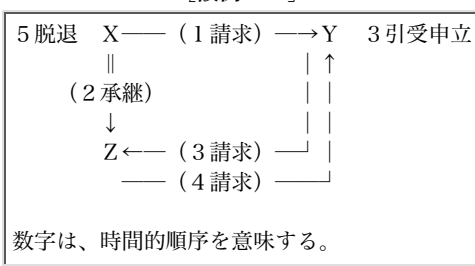 5脱退 X――（1請求）―→Y 3引受申立
‖ | ↑
（2承継） | |
↓ | |
Z←―（3請求）―┘ |
――（4請求）――┘
数字は、時間的順序を意味する。